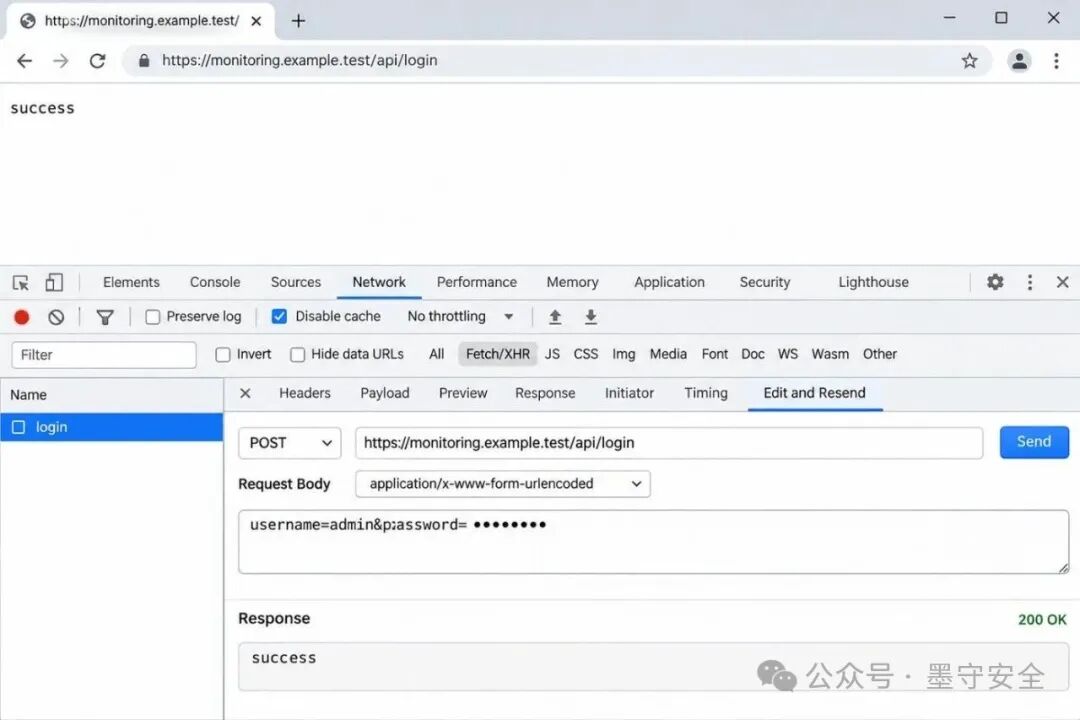 https://monitoring.example.test/
https://monitoring.example.test/api/login
success
Elements Console Sources Network Performance Memory Application Security Lighthouse
Preserve log Disable cache No throttling
Filter Invert Hide data URLs All Fetch/XHR JS CSS Img Media Font Doc WS Wasm Other
Name Headers Payload Preview Response Initiator Timing Edit and Resend
login
POST https://monitoring.example.test/api/login Send
Request Body application/x-www-form-urlencoded
username=admin&password= ••••••••
Response 200 OK
success
公众号 · 墨守安全